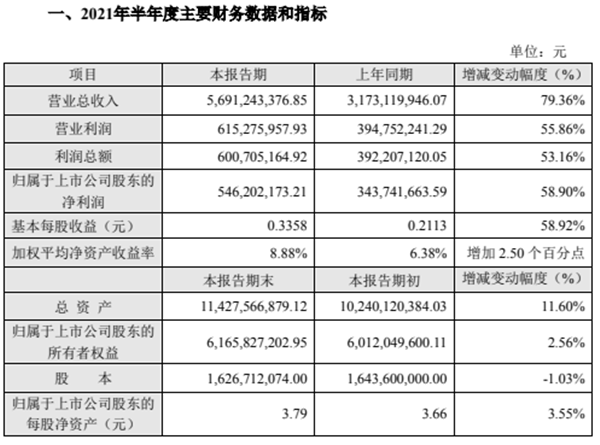 一、2021年半年度主要财务数据和指标
单位：元
项目 本报告期 上年同期 增减变动幅度（%）
营业总收入 5,691,243,376.85 3,173,119,946.07 79.36%
营业利润 615,275,957.93 394,752,241.29 55.86%
利润总额 600,705,164.92 392,207,120.05 53.16%
归属于上市公司股东的
净利润 546,202,173.21 343,741,663.59 58.90%
基本每股收益（元） 0.3358 0.2113 58.92%
加权平均净资产收益率 8.88% 6.38% 增加 2.50 个百分点
本报告期末 本报告期初 增减变动幅度（%）
总 资 产 11,427,566,879.12 10,240,120,384.03 11.60%
归属于上市公司股东的
所有者权益 6,165,827,202.95 6,012,049,600.11 2.56%
股 本 1,626,712,074.00 1,643,600,000.00 -1.03%
归属于上市公司股东的
每股净资产（元） 3.79 3.66 3.55%